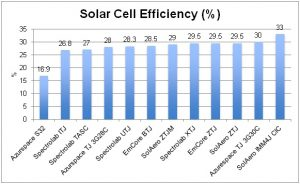 Solar Cell Efficiency (%)
35
30
25
20
15
10
5
0
%
16.9
26.8
27
28
28.3
28.5
29
29.5
29.5
29.5
30
33
Azurspace S32
Spectrolab ITJ
Spectrolab TASC
Azurspace TJ 3G28C
Spectrolab UTJ
EmCore BTJ
SolAero ZTJM
Spectrolab XTJ
EmCore ZTJ
SolAero ZTJ
Azurespace TJ 3G30C
SolAero IMM4J CIC